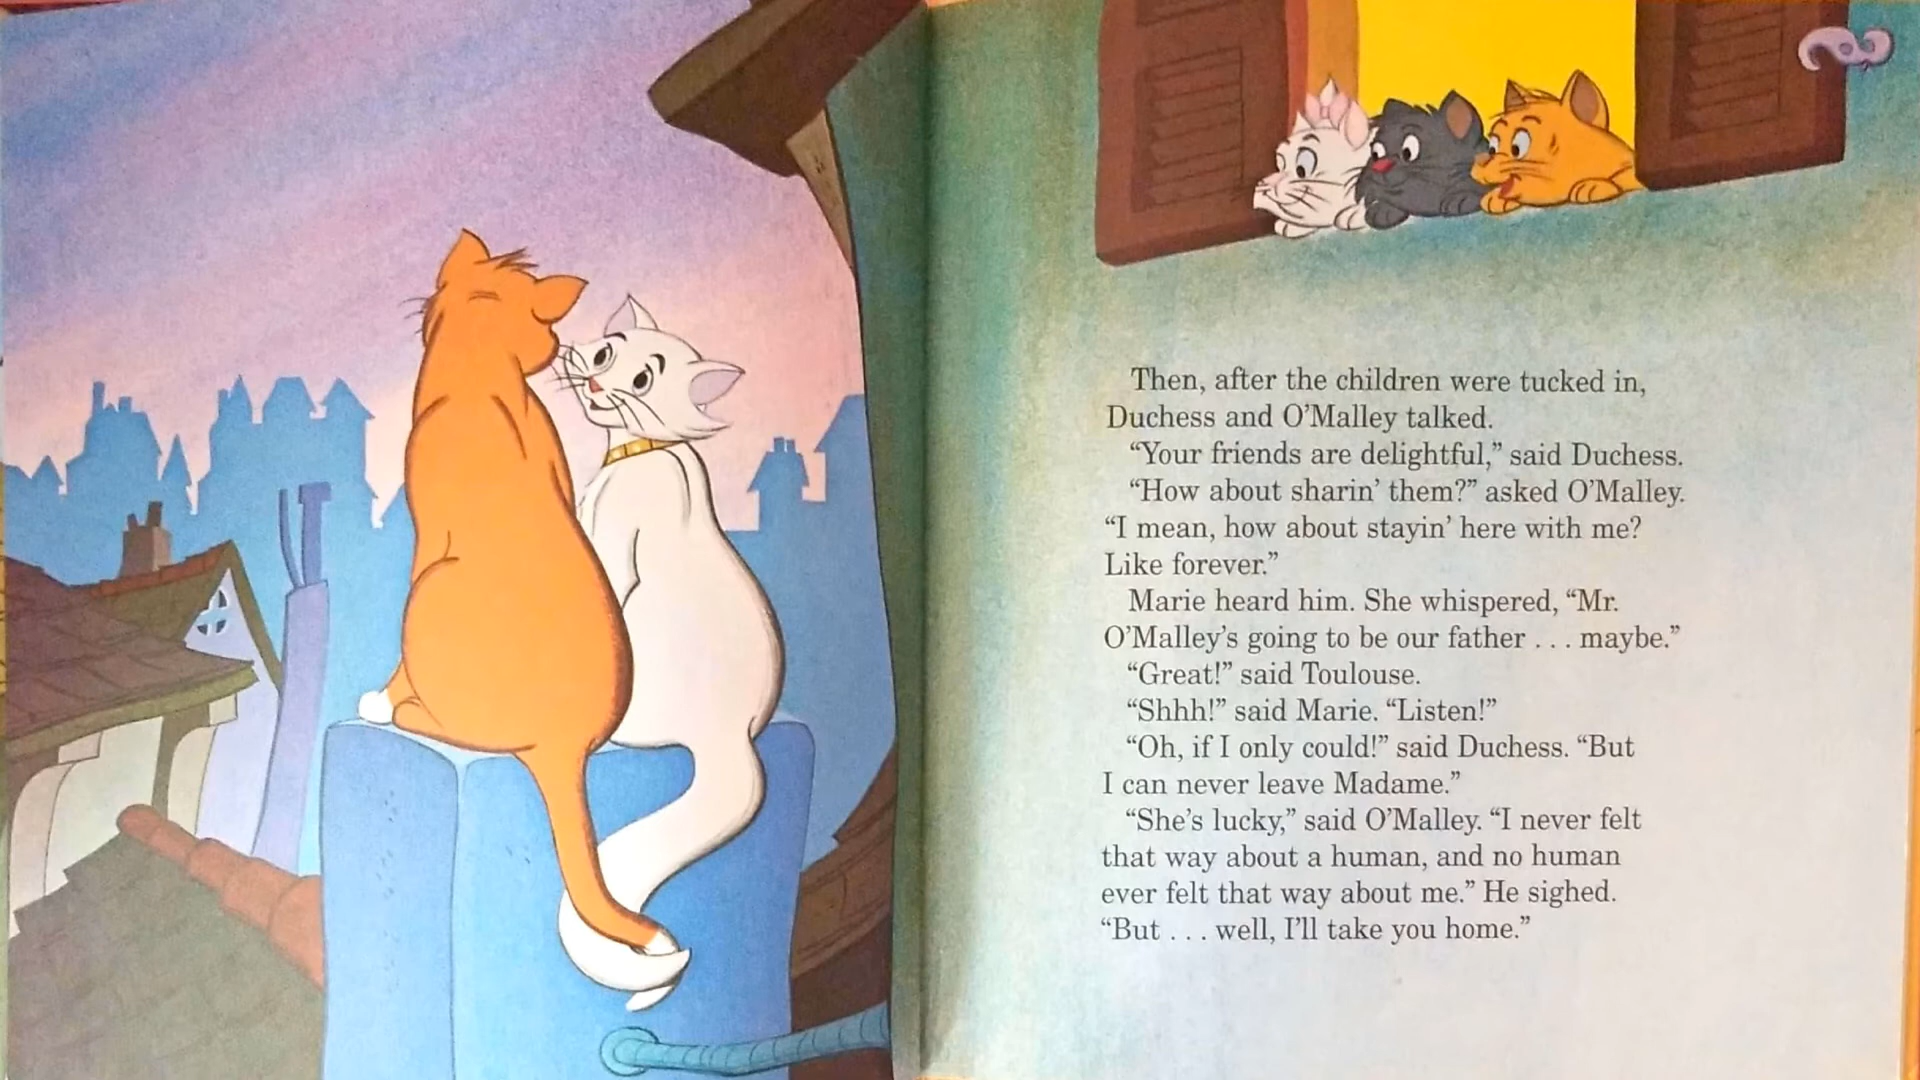 Then, after the children were tucked in,
Duchess and O’Malley talked.
“Your friends are delightful,” said Duchess.
“How about sharin’ them?” asked O’Malley.
“I mean, how about stayin’ here with me?
Like forever.”
Marie heard him. She whispered, “Mr.
O’Malley’s going to be our father . . . maybe.”
“Great!” said Toulouse.
“Shhh!” said Marie. “Listen!”
“Oh, if I only could!” said Duchess. “But
I can never leave Madame.”
“She’s lucky,” said O’Malley. “I never felt
that way about a human, and no human
ever felt that way about me.” He sighed.
“But . . . well, I’ll take you home.”